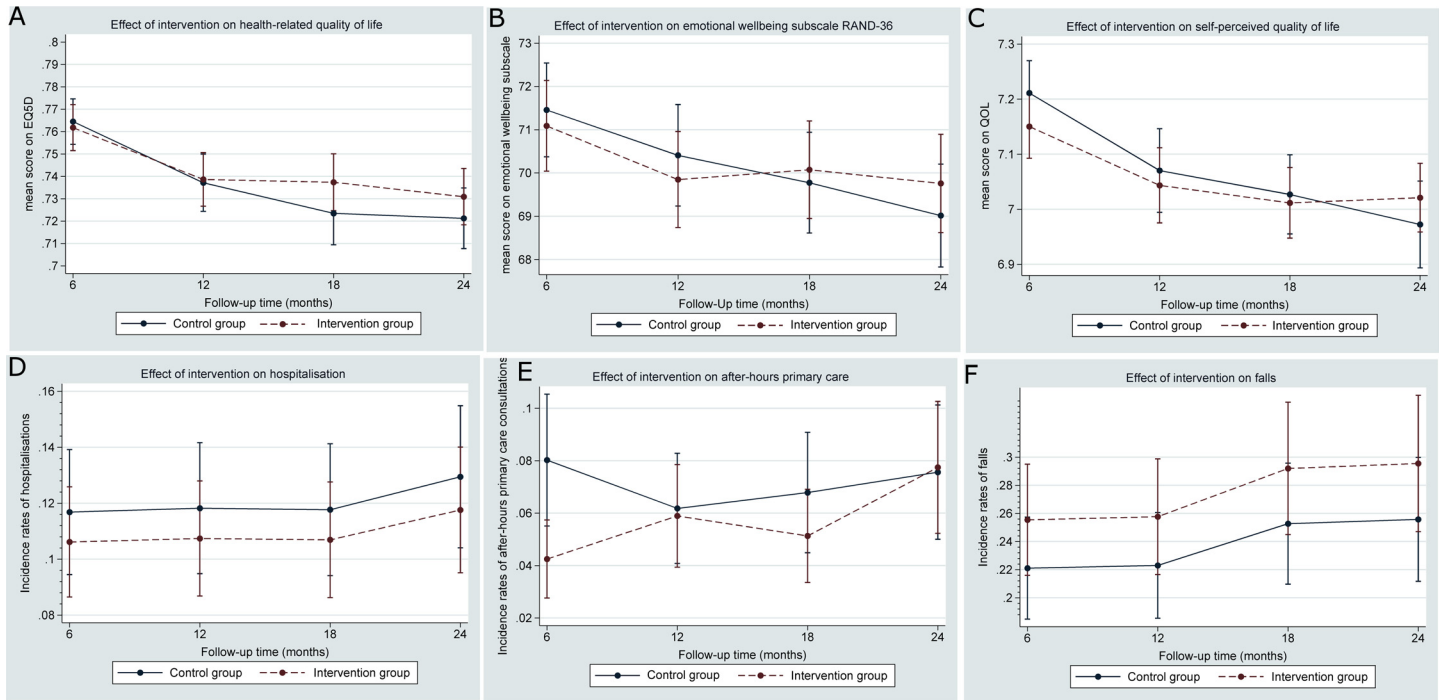 A
Effect of intervention on health-related quality of life
mean score on EQ5D
.8
.79
.78
.77
.76
.75
.74
.73
.72
.71
.7
6 12 18 24
Follow-up time (months)
Control group Intervention group
B
Effect of intervention on emotional wellbeing subscale RAND-36
mean score on emotional wellbeing subscale
73
72
71
70
69
68
6 12 18 24
Follow-Up time (months)
Control group Intervention group
C
Effect of intervention on self-perceived quality of life
mean score on QOL
7.3
7.2
7.1
7
6.9
6 12 18 24
Follow-up time (months)
Control group Intervention group
D
Effect of intervention on hospitalisation
Incidence rates of hospitalisations
.16
.14
.12
.1
.08
6 12 18 24
Follow-up time (months)
Control group Intervention group
E
Effect of intervention on after-hours primary care
Incidence rates of after-hours primary care consultations
.1
.08
.06
.04
.02
6 12 18 24
Follow-up time (months)
Control group Intervention group
F
Effect of intervention on falls
Incidence rates of falls
.3
.28
.26
.24
.22
.2
6 12 18 24
Follow-up time (months)
Control group Intervention group